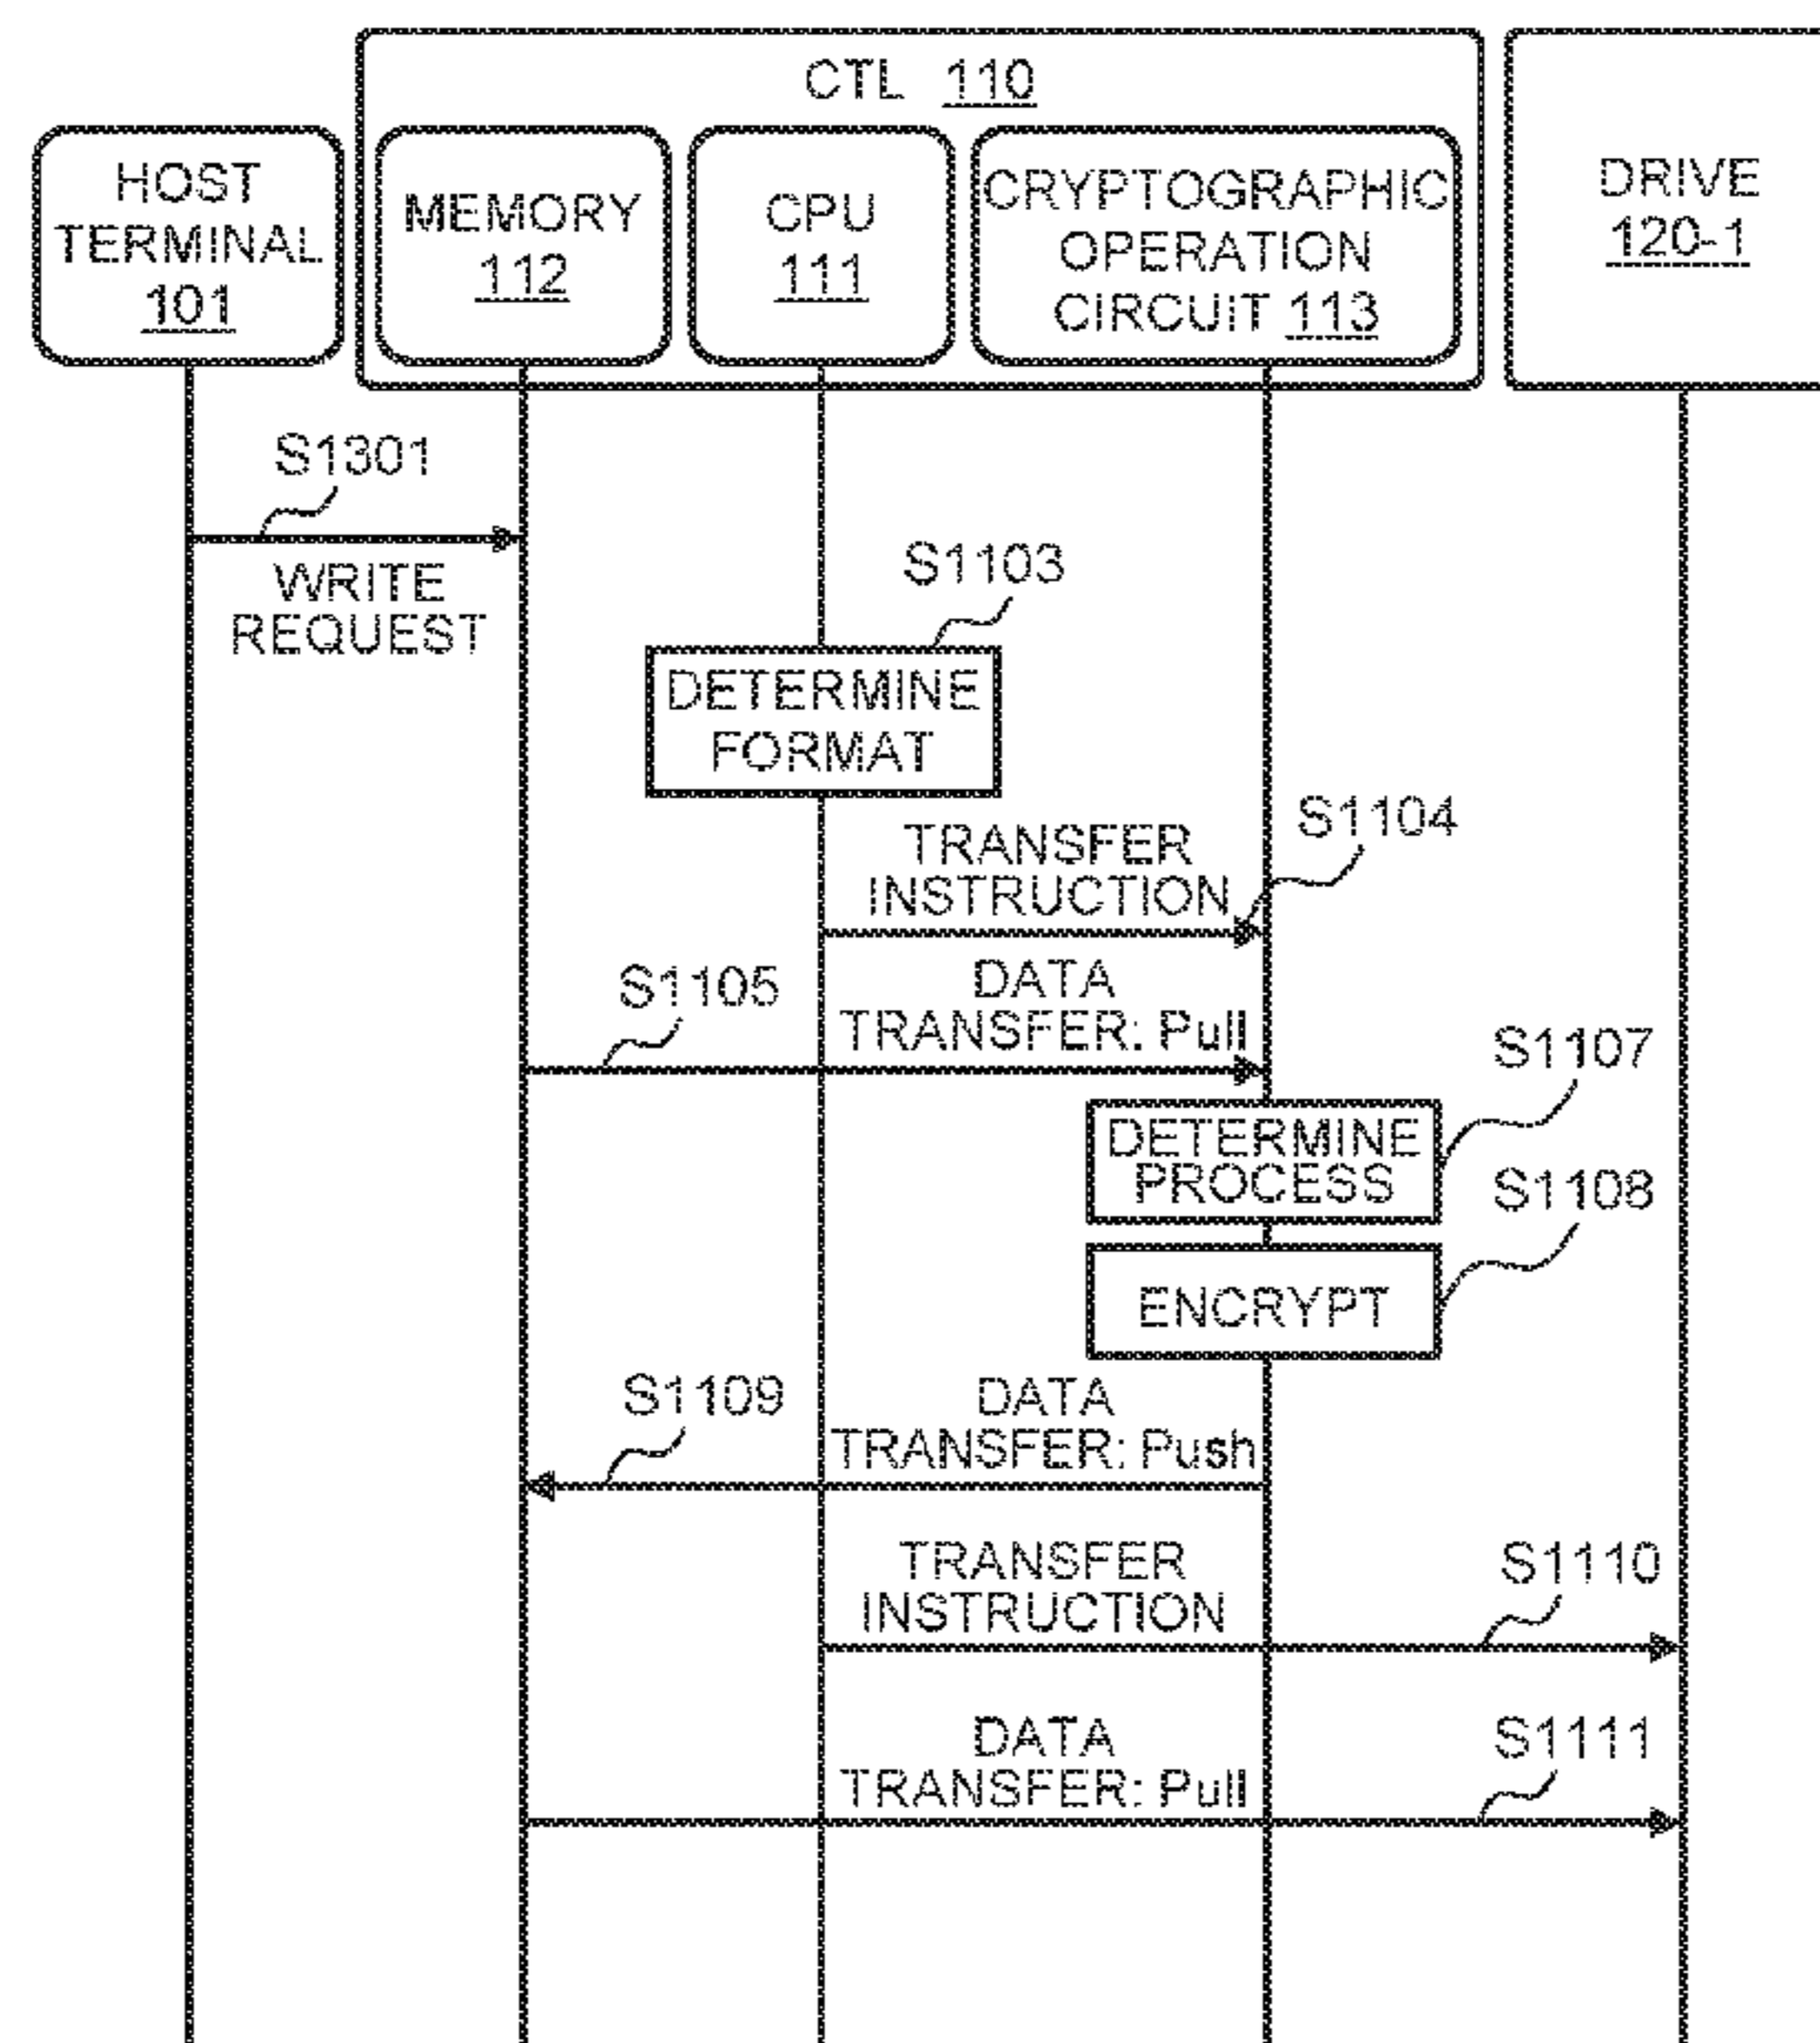 CTL 110
HOST
TERMINAL
101
MEMORY
112
CPU
111
CRYPTOGRAPHIC
OPERATION
CIRCUIT 113
DRIVE
120-1
S1301
WRITE
REQUEST
S1103
DETERMINE
FORMAT
S1104
TRANSFER
INSTRUCTION
S1105
DATA
TRANSFER: Pull
S1107
DETERMINE
PROCESS
S1108
ENCRYPT
S1109
DATA
TRANSFER: Push
S1110
TRANSFER
INSTRUCTION
S1111
DATA
TRANSFER: Pull